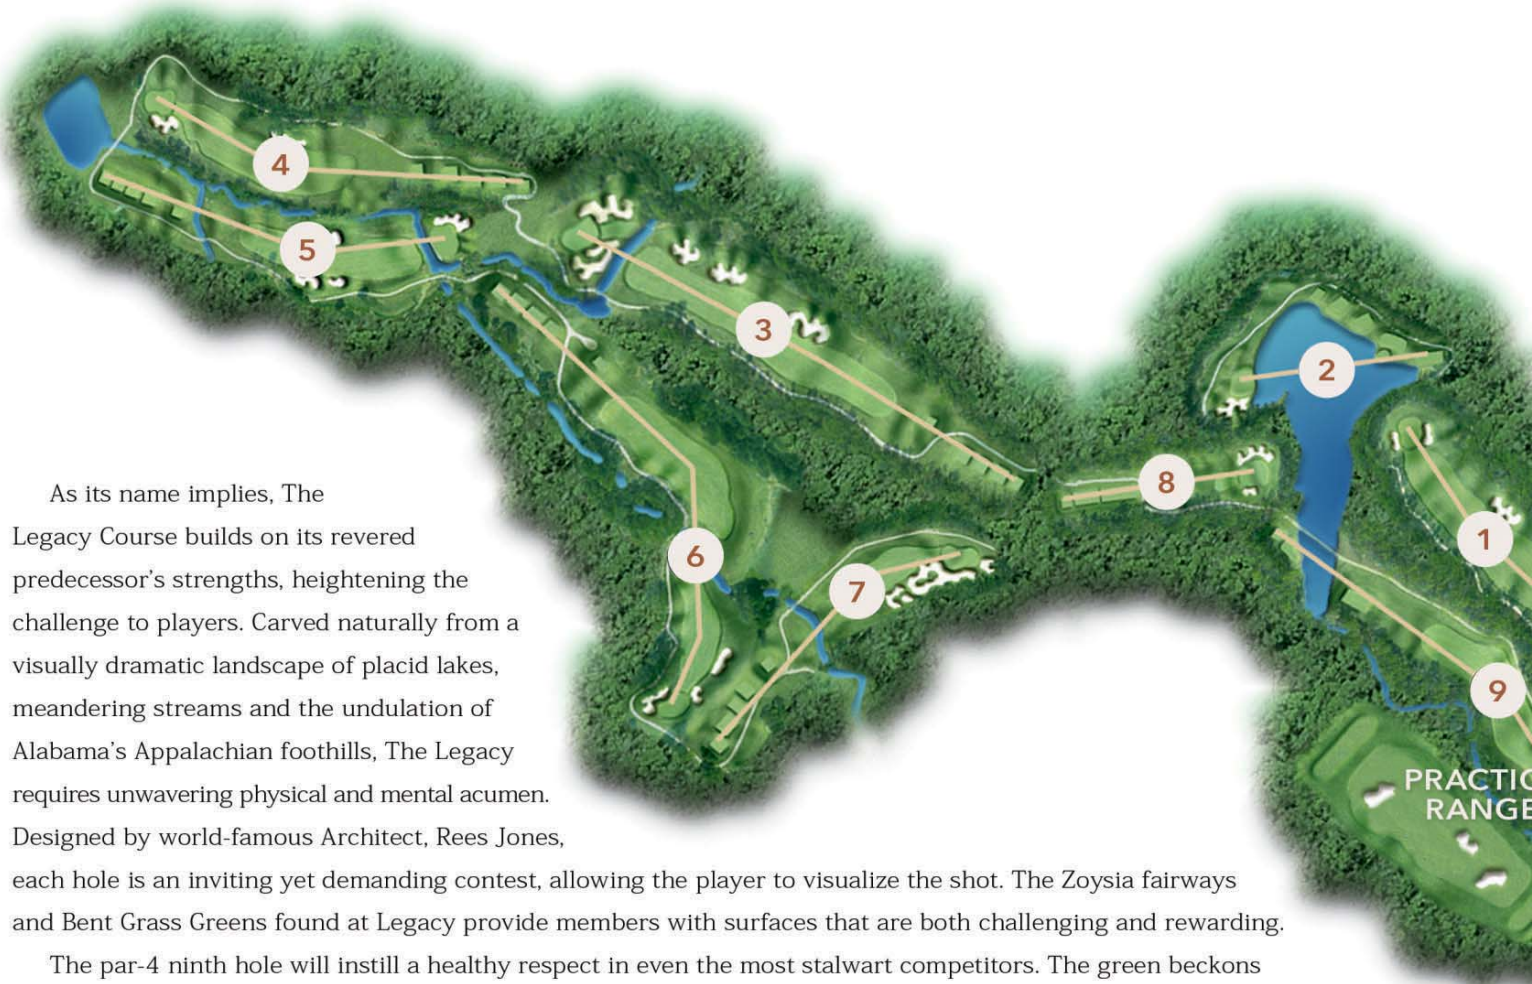 4
5
3
2
8
1
6
7
9
PRACTIC
RANGE
As its name implies, The
Legacy Course builds on its revered
predecessor’s strengths, heightening the
challenge to players. Carved naturally from a
visually dramatic landscape of placid lakes,
meandering streams and the undulation of
Alabama’s Appalachian foothills, The Legacy
requires unwavering physical and mental acumen.
Designed by world-famous Architect, Rees Jones,
each hole is an inviting yet demanding contest, allowing the player to visualize the shot. The Zoysia fairways
and Bent Grass Greens found at Legacy provide members with surfaces that are both challenging and rewarding.
The par-4 ninth hole will instill a healthy respect in even the most stalwart competitors. The green beckons